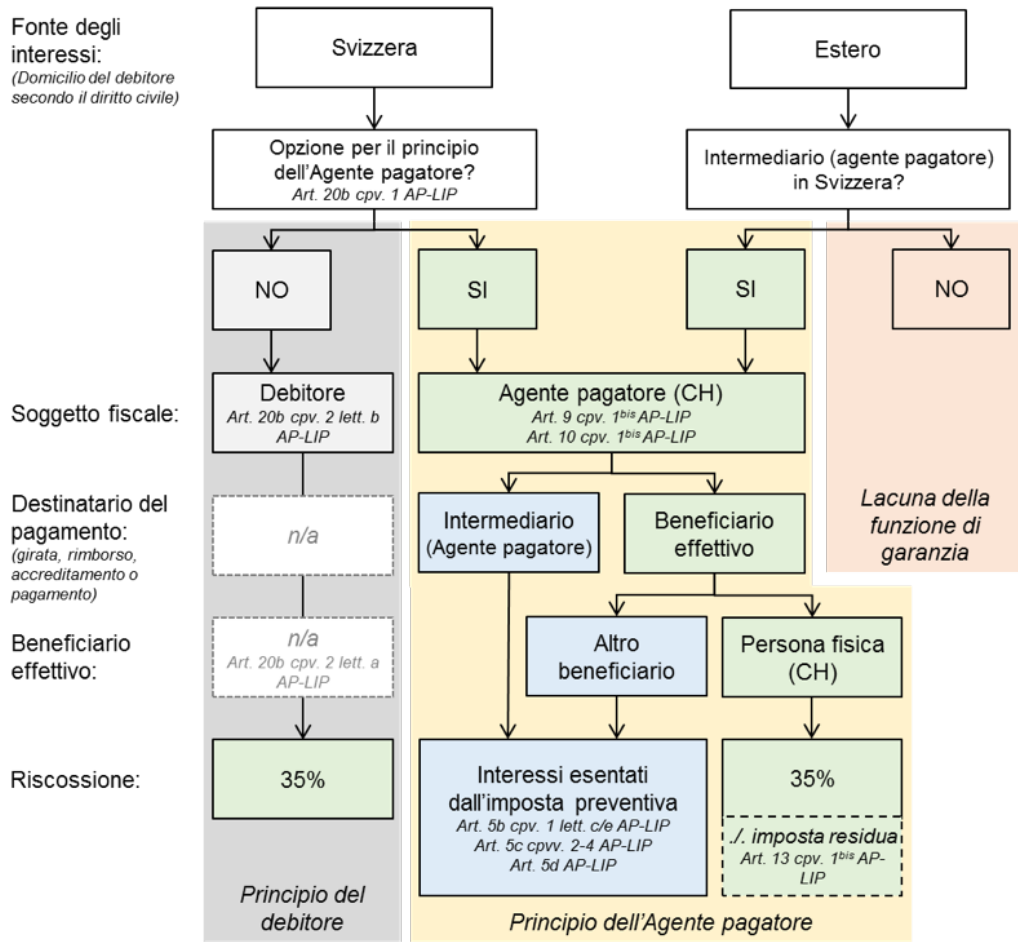 Fonte degli
interessi:
(Domicilio del debitore
secondo il diritto civile)
Svizzera
Estero
Opzione per il principio
dell'Agente pagatore?
Art. 20b cpv. 1 AP-LIP
Intermediario (agente pagatore)
in Svizzera?
NO
SI
SI
NO
Soggetto fiscale:
Debitore
Art. 20b cpv. 2 lett. b
AP-LIP
Agente pagatore (CH)
Art. 9 cpv. 1bis AP-LIP
Art. 10 cpv. 1bis AP-LIP
Destinatario del
pagamento:
(girata, rimborso,
accreditamento o
pagamento)
n/a
Intermediario
(Agente pagatore)
Beneficiario
effettivo
Lacuna della
funzione di
garanzia
Beneficiario
effettivo:
n/a
Art. 20b cpv. 2 lett. a
AP-LIP
Altro
beneficiario
Persona fisica
(CH)
Riscossione:
35%
Interessi esentati
dall'imposta preventiva
Art. 5b cpv. 1 lett. c/e AP-LIP
Art. 5c cpvv. 2-4 AP-LIP
Art. 5d AP-LIP
35%
./. imposta residua
Art. 13 cpv. 1bis AP-
LIP
Principio del
debitore
Principio dell'Agente pagatore